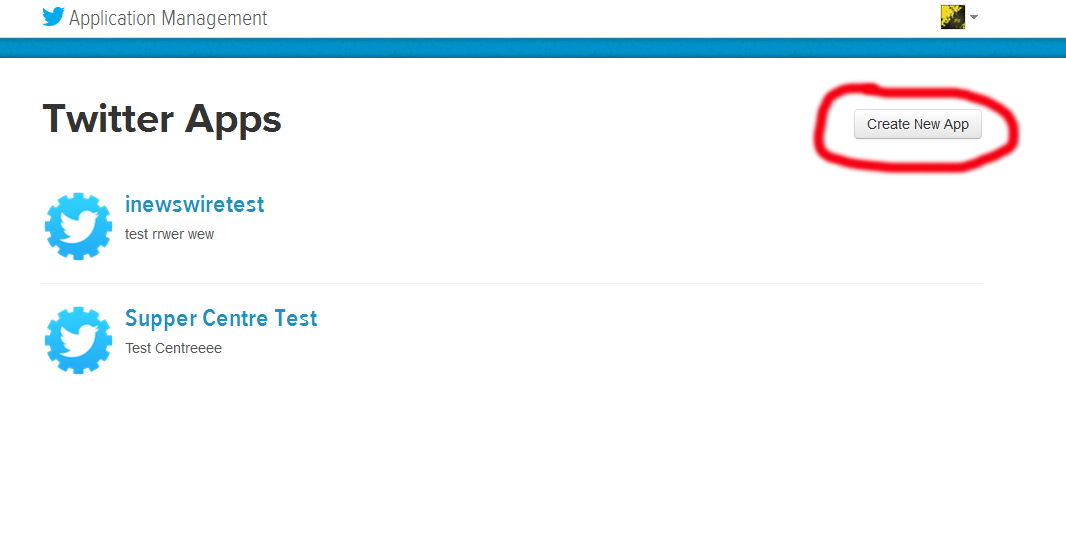 Application Management
Twitter Apps
Create New App
inewswiretest
test rrwer wew
Supper Centre Test
Test Centreeee